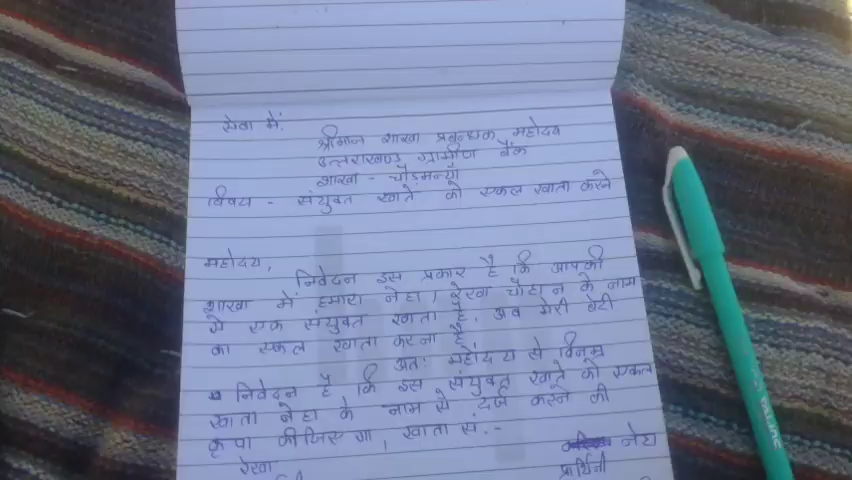 सेवा में,
श्रीमान शाखा प्रबन्धक महोदय
उत्तराखण्ड ग्रामीण बैंक
शाखा - चौड़मन्यौ
विषय - संयुक्त खाते को एकल खाता करने
महोदय,
निवेदन इस प्रकार है कि आपकी
शाखा में हमारा नेहा / रेखा चौहान के नाम
से एक संयुक्त खाता है. अब मेरी बेटी
का एकल खाता करना है
अतः महोदय से विनम्र
निवेदन है कि इस संयुक्त खाते को एकल
खाता नेहा के नाम से दर्ज करने की
कृपा कीजिएगा, खाता सं. -
नेहा
रेखा प्रार्थिनी